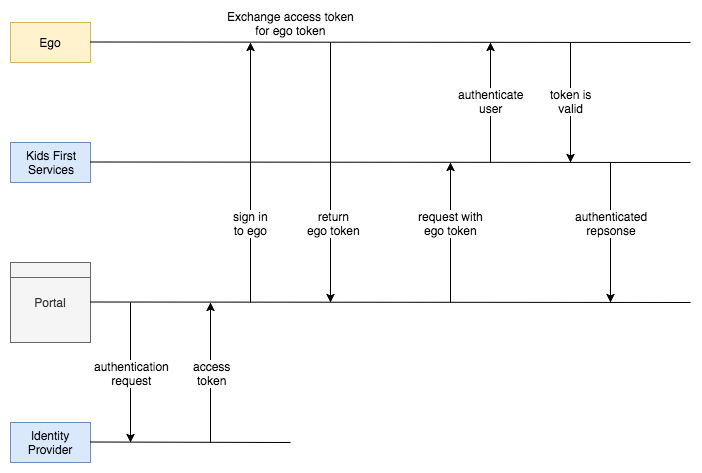 Exchange access token
for ego token
Ego
authenticate
user
token is
valid
Kids First
Services
sign in
to ego
return
ego token
request with
ego token
authenticated
repsonse
Portal
authentication
request
access
token
Identity
Provider